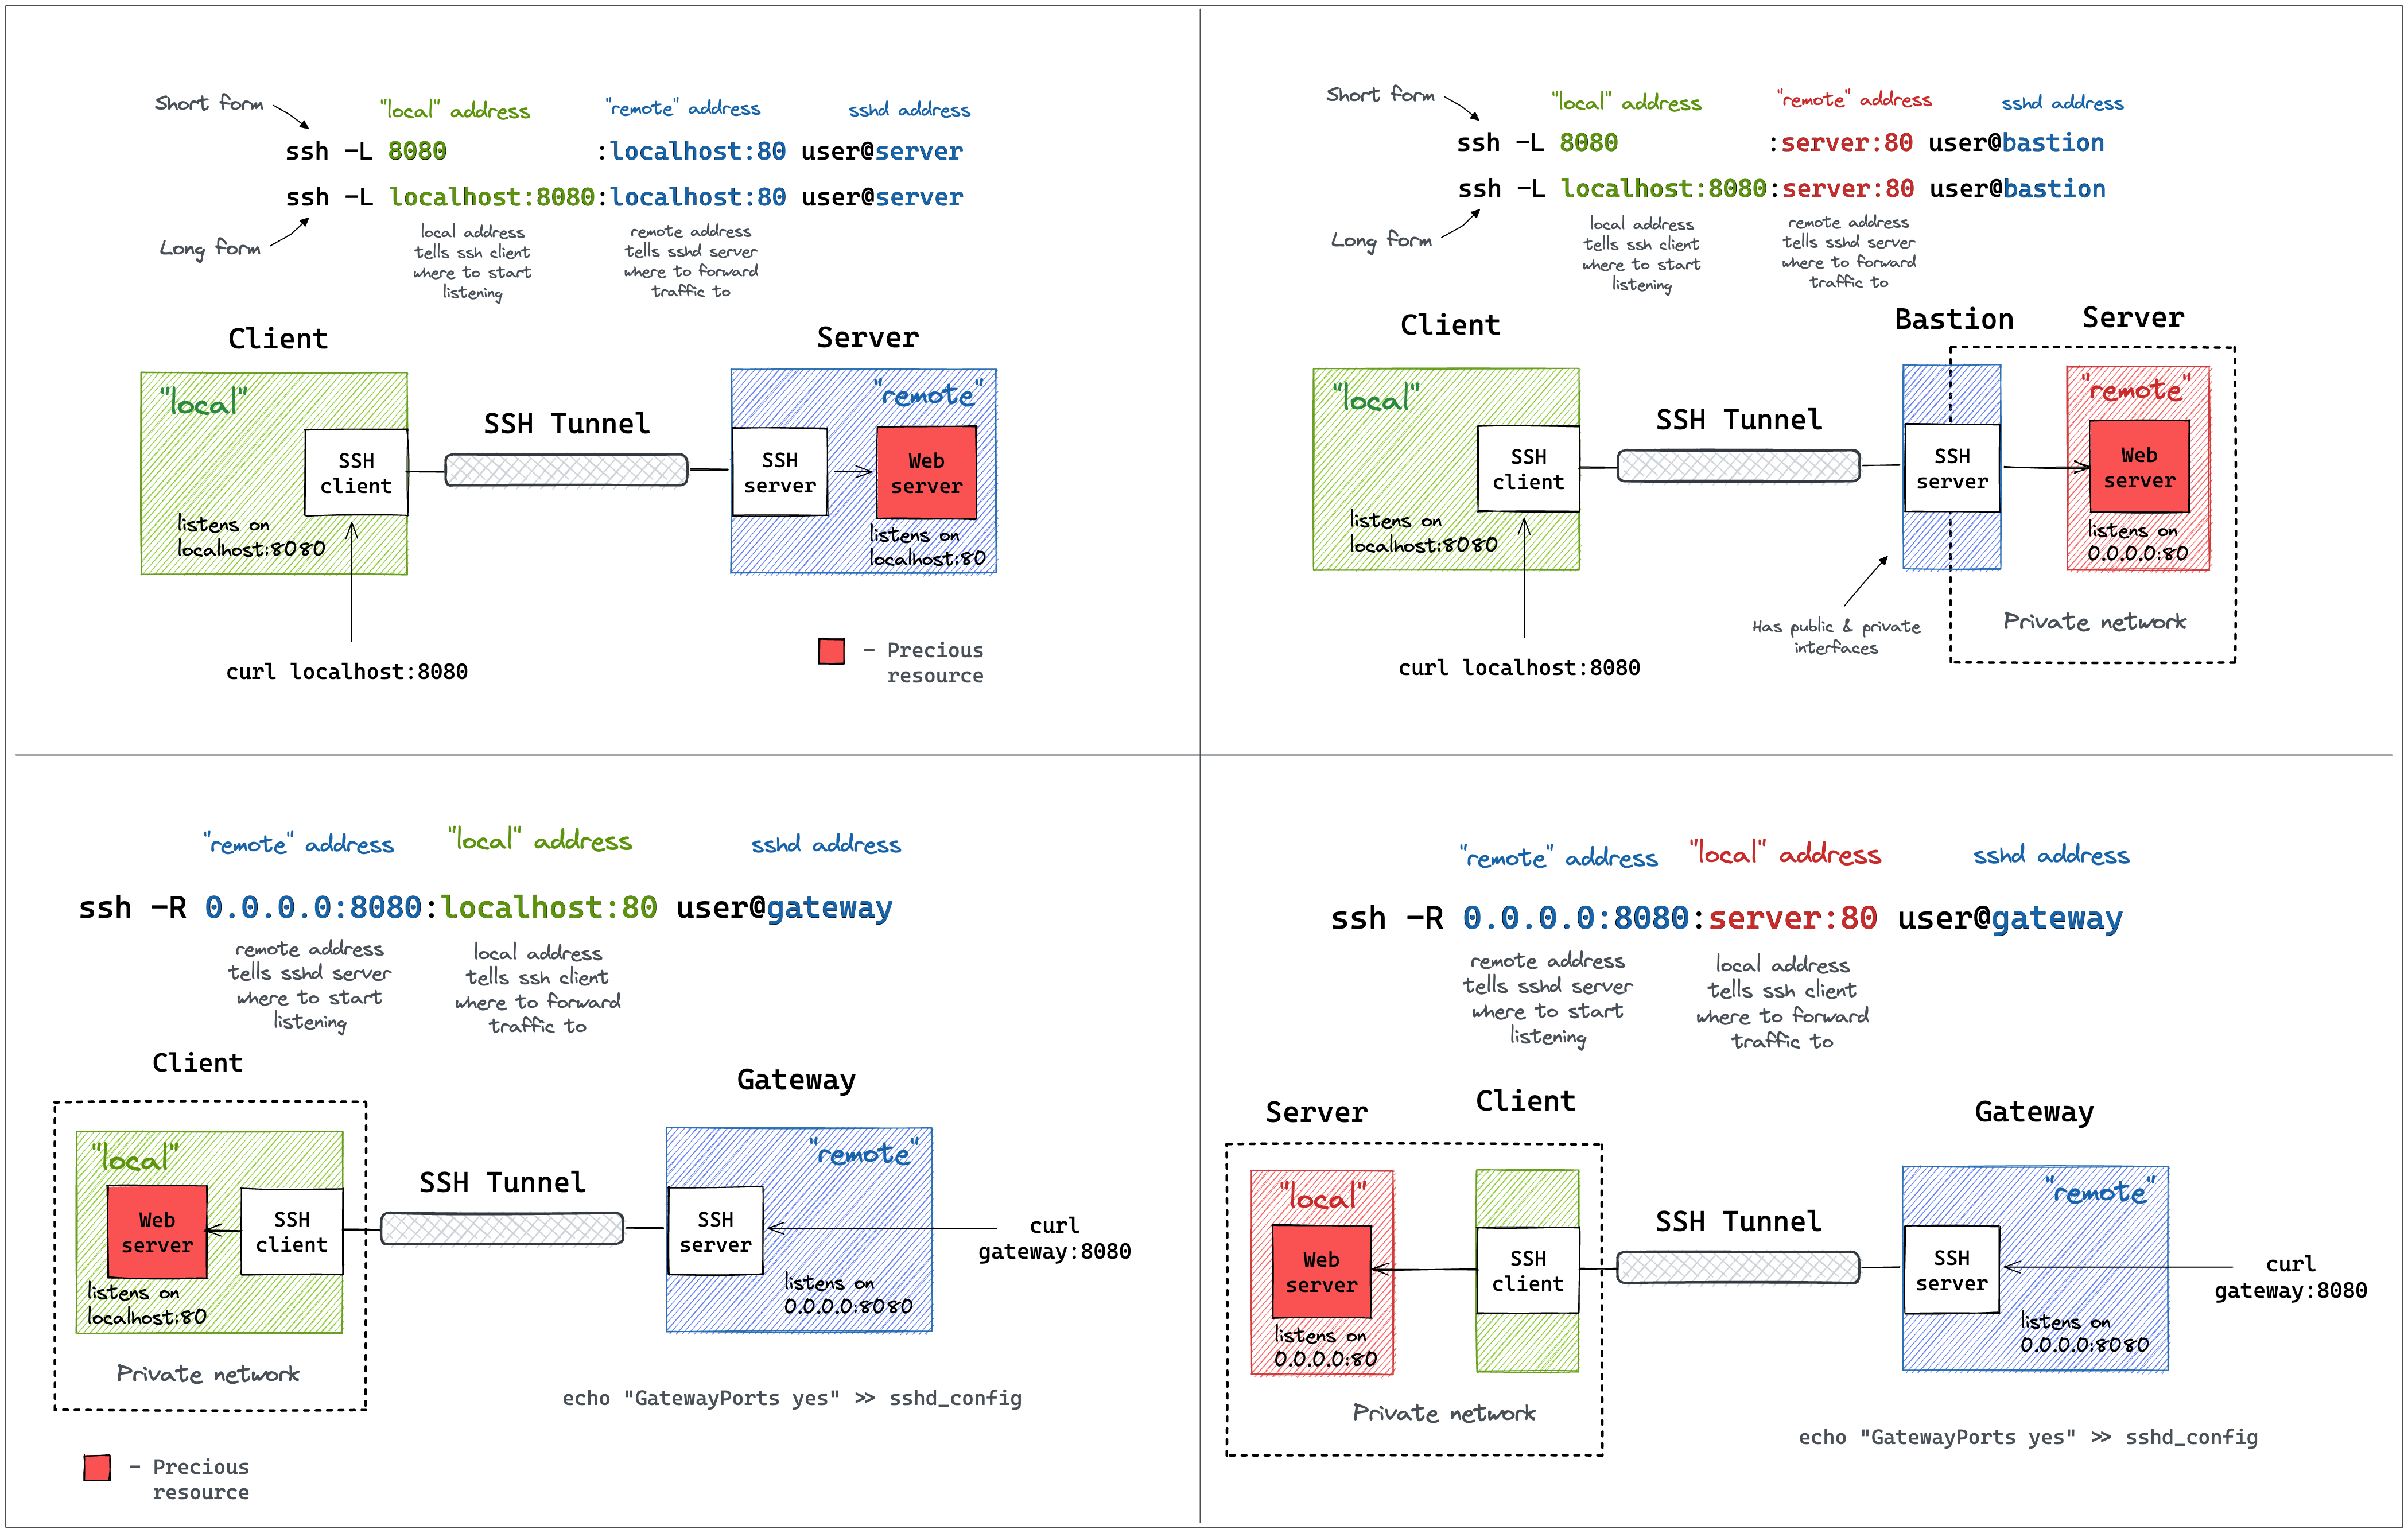 Short form
"local" address
"remote" address
sshd address
ssh -L 8080 :localhost:80 user@server
ssh -L localhost:8080:localhost:80 user@server
Long form
local address
tells ssh client
where to start
listening
remote address
tells sshd server
where to forward
traffic to
Client
Server
"local"
SSH
client
listens on
localhost:8080
SSH Tunnel
"remote"
SSH
server
Web
server
listens on
localhost:80
curl localhost:8080
- Precious
resource
Short form
"local" address
"remote" address
sshd address
ssh -L 8080 :server:80 user@bastion
ssh -L localhost:8080:server:80 user@bastion
Long form
local address
tells ssh client
where to start
listening
remote address
tells sshd server
where to forward
traffic to
Client
Bastion
Server
"local"
SSH
client
listens on
localhost:8080
SSH Tunnel
SSH
server
"remote"
Web
server
listens on
0.0.0.0:80
Has public & private
interfaces
Private network
curl localhost:8080
"remote" address
"local" address
sshd address
ssh -R 0.0.0.0:8080:localhost:80 user@gateway
remote address
tells sshd server
where to start
listening
local address
tells ssh client
where to forward
traffic to
Client
Gateway
"local"
Web
server
SSH
client
listens on
localhost:80
Private network
SSH Tunnel
"remote"
SSH
server
listens on
0.0.0.0:8080
curl
gateway:8080
echo "GatewayPorts yes" >> sshd_config
- Precious
resource
"remote" address
"local" address
sshd address
ssh -R 0.0.0.0:8080:server:80 user@gateway
remote address
tells sshd server
where to start
listening
local address
tells ssh client
where to forward
traffic to
Server
Client
Gateway
"local"
Web
server
listens on
0.0.0.0:80
SSH
client
Private network
SSH Tunnel
"remote"
SSH
server
listens on
0.0.0.0:8080
curl
gateway:8080
echo "GatewayPorts yes" >> sshd_config